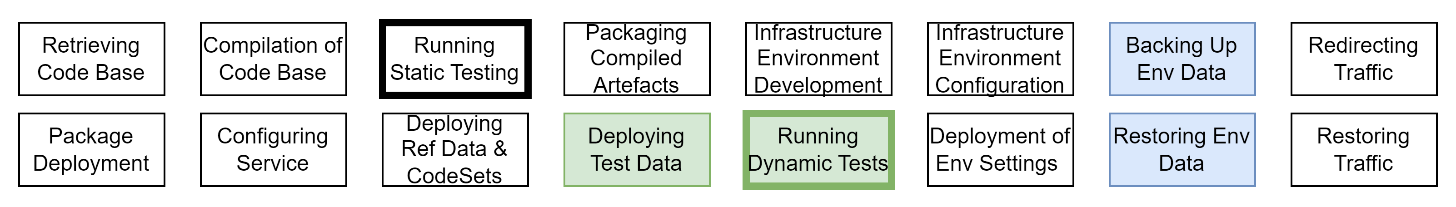 Retrieving
Code Base
Compilation of
Code Base
Running
Static Testing
Packaging
Compiled
Artefacts
Infrastructure
Environment
Development
Infrastructure
Environment
Configuration
Backing Up
Env Data
Redirecting
Traffic
Package
Deployment
Configuring
Service
Deploying
Ref Data &
CodeSets
Deploying
Test Data
Running
Dynamic Tests
Deployment of
Env Settings
Restoring Env
Data
Restoring
Traffic